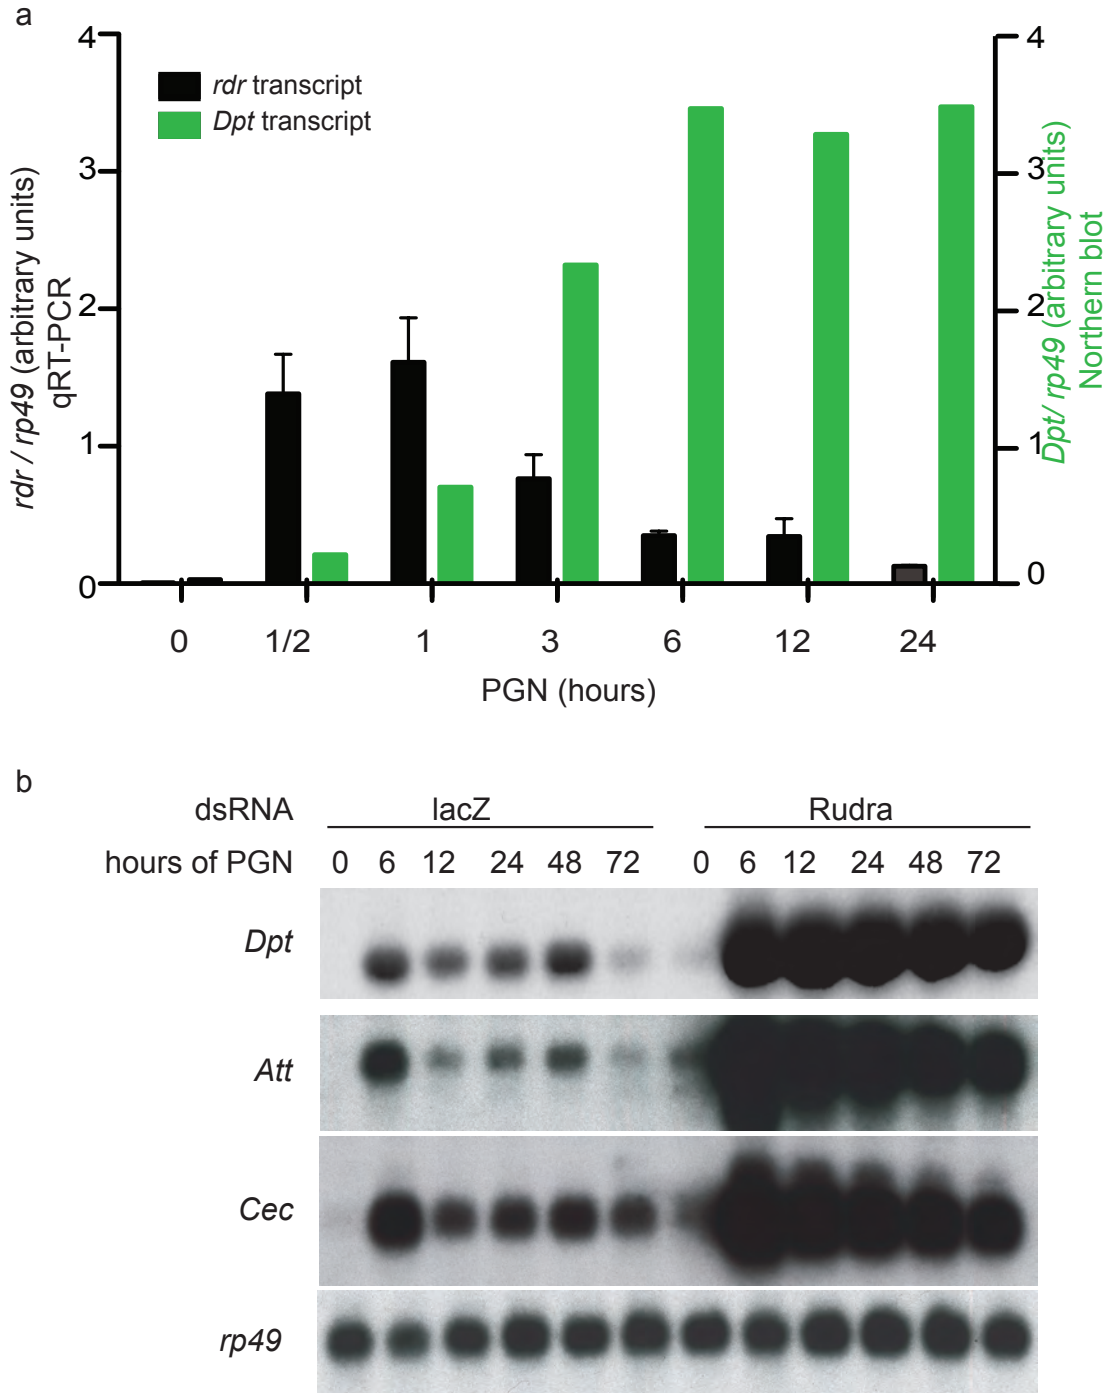 a
4
3
2
1
0
rdr / rp49 (arbitrary units)
qRT-PCR
rdr transcript
Dpt transcript
4
3
2
1
0
Dpt/ rp49 (arbitrary units)
Northern blot
0 1/2 1 3 6 12 24
PGN (hours)
b
dsRNA lacZ Rudra
hours of PGN 0 6 12 24 48 72 0 6 12 24 48 72
Dpt
Att
Cec
rp49